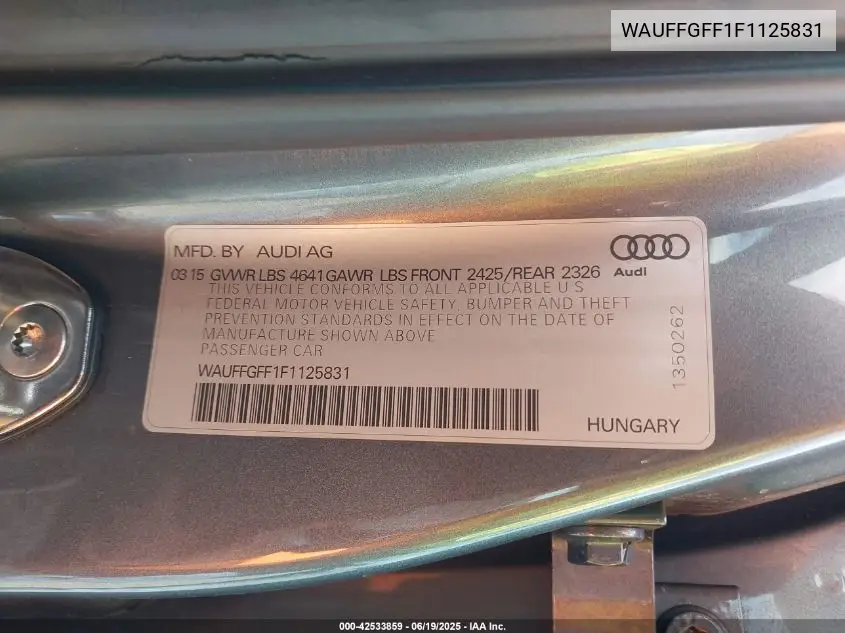 WAUFFGFF1F1125831
MFD. BY AUDI AG
03 15 GVWR LBS 4641 GAWR LBS FRONT 2425/REAR 2326
Audi
THIS VEHICLE CONFORMS TO ALL APPLICABLE U S
FEDERAL MOTOR VEHICLE SAFETY, BUMPER AND THEFT
PREVENTION STANDARDS IN EFFECT ON THE DATE OF
MANUFACTURE SHOWN ABOVE
PASSENGER CAR
WAUFFGFF1F1125831
1350262
HUNGARY
000-42533859 - 06/19/2025 - IAA Inc.